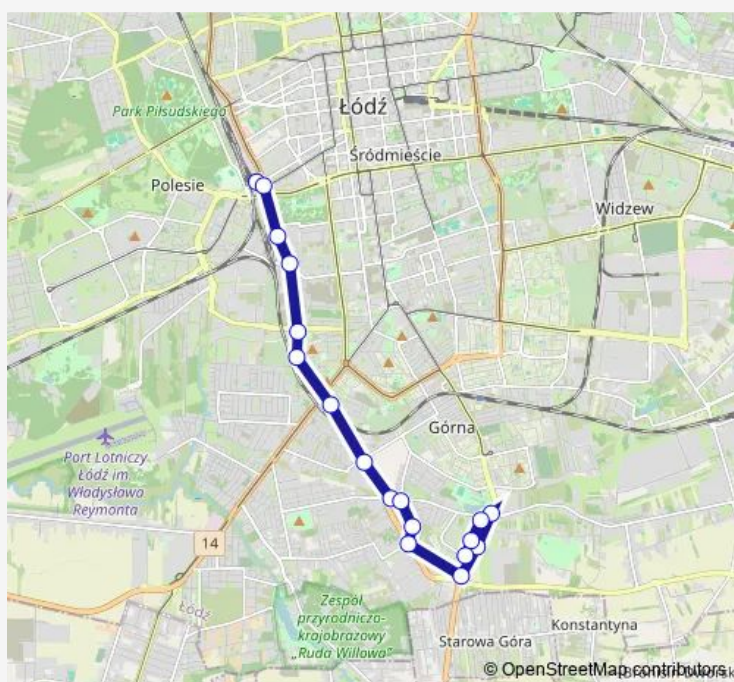 Łódź
Park Piłsudskiego
Śródmieście
Polesie
Widzew
Górna
Port Lotniczy
Łódź im
Władysława
Reymonta
14
Łódź
Zespół
przyrodniczo-
krajobrazowy
„Ruda Willowa"
Konstantyna
Starowa Góra
© OpenStreetMap contributors